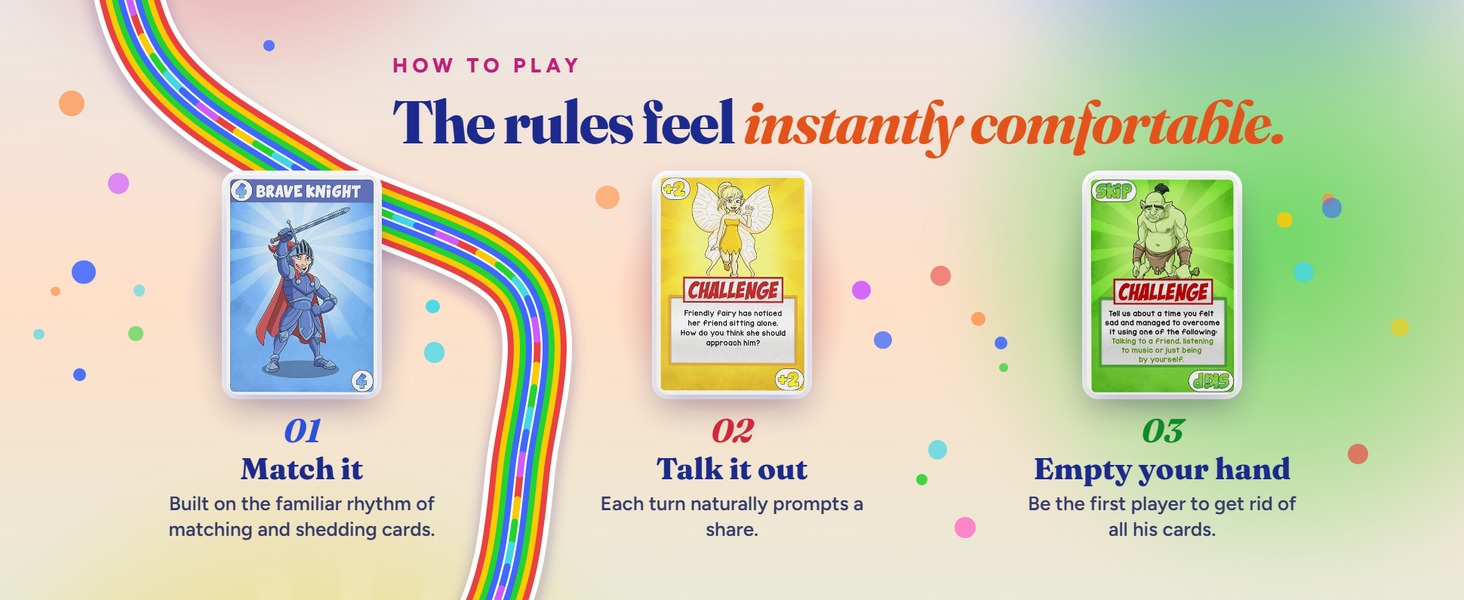 HOW TO PLAY
The rules feel instantly comfortable.
4 BRAVE KNIGHT
4
01
Match it
Built on the familiar rhythm of
matching and shedding cards.
+2
CHALLENGE
Friendly Fairy has noticed
her friend sitting alone.
How do you think she should
approach him?
+2
02
Talk it out
Each turn naturally prompts a
share.
SKIP
CHALLENGE
Tell us about a time you felt
sad and managed to overcome
it using one of the following:
Talking to a friend, listening
to music or just being
by yourself.
SKIP
03
Empty your hand
Be the first player to get rid of
all his cards.